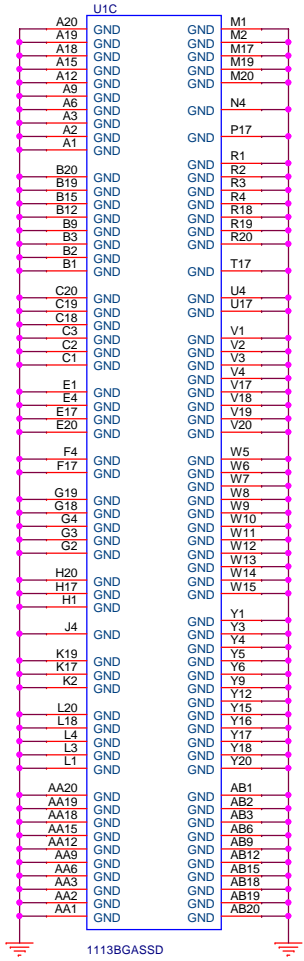 U1C
A20 GND GND M1
A19 GND GND M2
A18 GND GND M17
A15 GND GND M19
A12 GND GND M20
A9 GND
A6 GND GND N4
A3 GND
A2 GND GND P17
A1 GND
GND R1
B20 GND GND R2
B19 GND GND R3
B15 GND GND R4
B12 GND GND R18
B9 GND GND R19
B3 GND GND R20
B2 GND
B1 GND GND T17
C20 GND GND U4
C19 GND GND U17
C18 GND
C3 GND GND V1
C2 GND GND V2
C1 GND GND V3
GND V4
E1 GND GND V17
E4 GND GND V18
E17 GND GND V19
E20 GND GND V20
F4 GND GND W5
F17 GND GND W6
GND W7
G19 GND GND W8
G18 GND GND W9
G4 GND GND W10
G3 GND GND W11
G2 GND GND W12
GND W13
H20 GND GND W14
H17 GND GND W15
H1 GND
GND Y1
J4 GND GND Y3
GND Y4
K19 GND GND Y5
K17 GND GND Y6
K2 GND GND Y9
GND Y12
L20 GND GND Y15
L18 GND GND Y16
L4 GND GND Y17
L3 GND GND Y18
L1 GND GND Y20
AA20 GND GND AB1
AA19 GND GND AB2
AA18 GND GND AB3
AA15 GND GND AB6
AA12 GND GND AB9
AA9 GND GND AB12
AA6 GND GND AB15
AA3 GND GND AB18
AA2 GND GND AB19
AA1 GND GND AB20
1113BGASSD